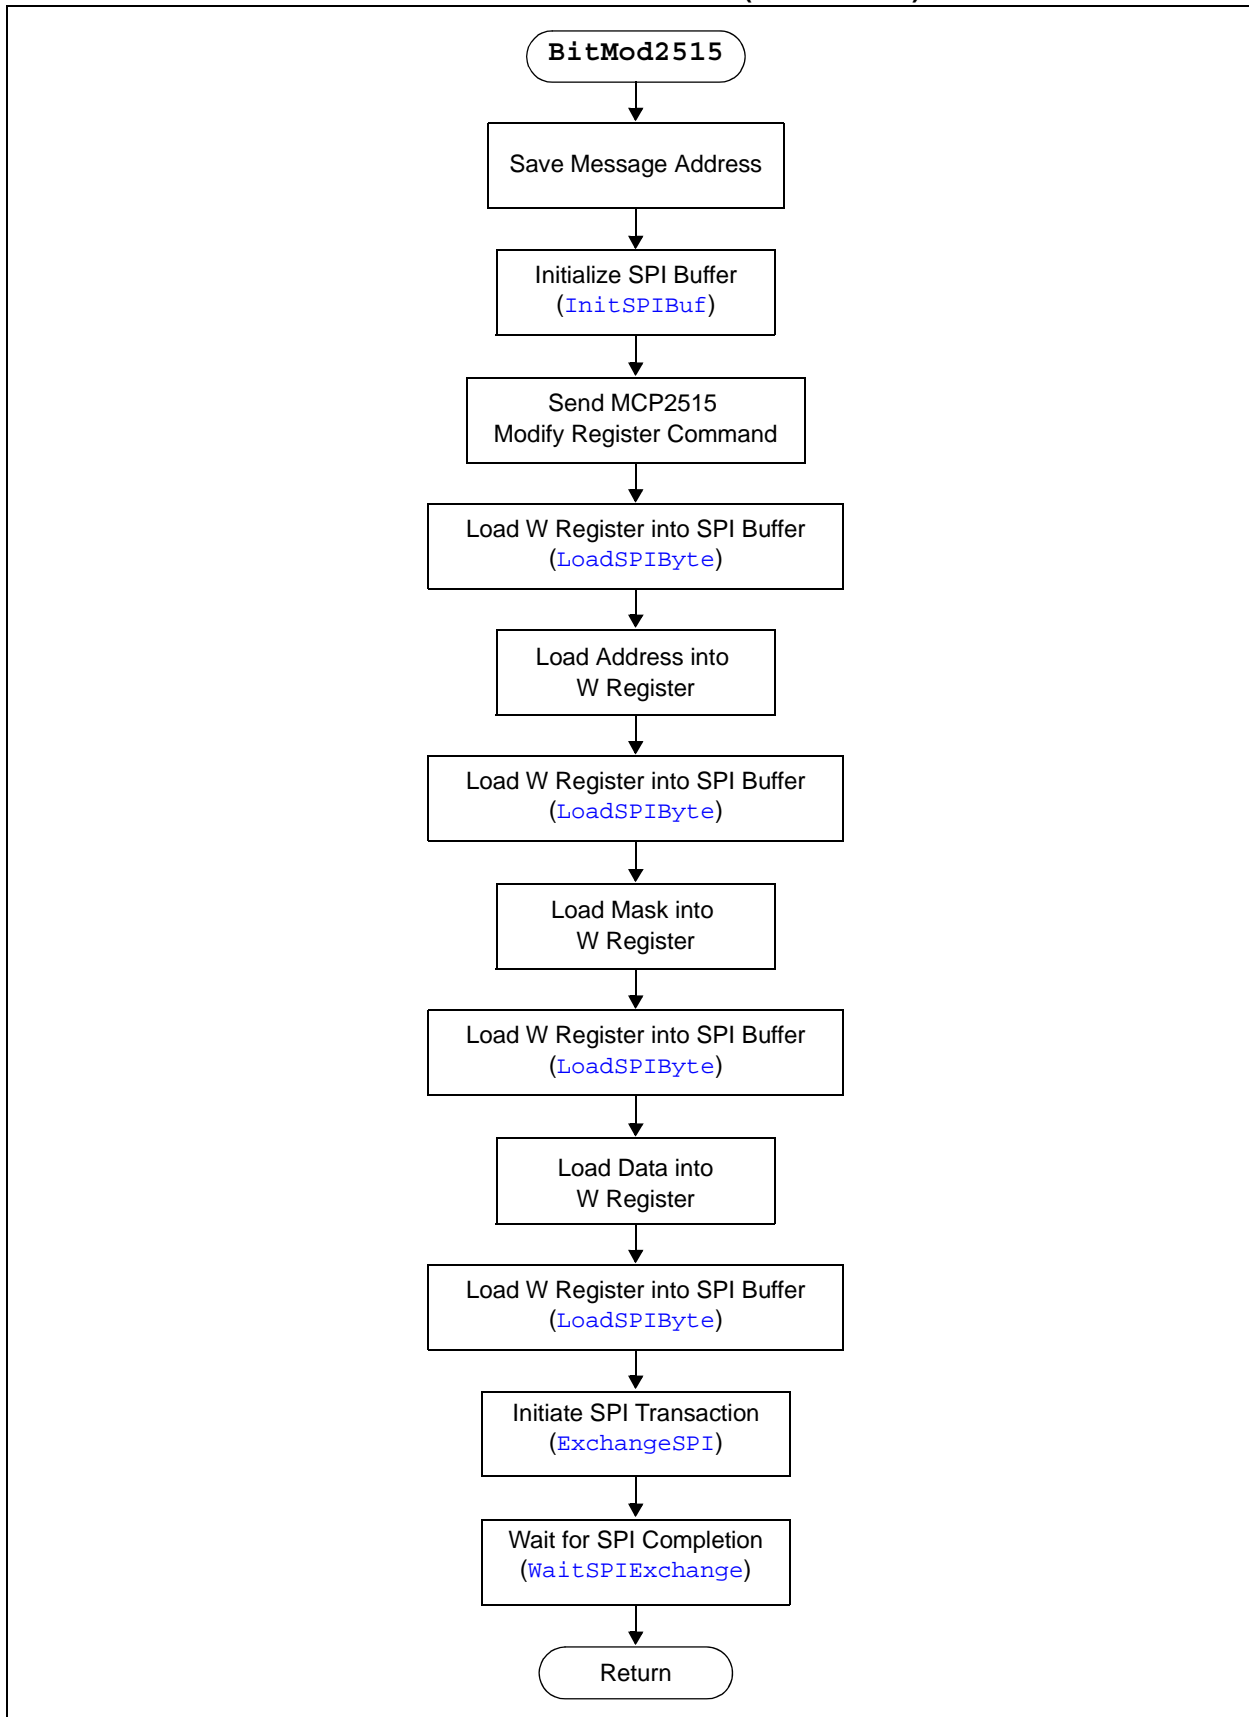 BitMod2515
Save Message Address
Initialize SPI Buffer
(InitSPIBuf)
Send MCP2515
Modify Register Command
Load W Register into SPI Buffer
(LoadSPIByte)
Load Address into
W Register
Load W Register into SPI Buffer
(LoadSPIByte)
Load Mask into
W Register
Load W Register into SPI Buffer
(LoadSPIByte)
Load Data into
W Register
Load W Register into SPI Buffer
(LoadSPIByte)
Initiate SPI Transaction
(ExchangeSPI)
Wait for SPI Completion
(WaitSPIExchange)
Return